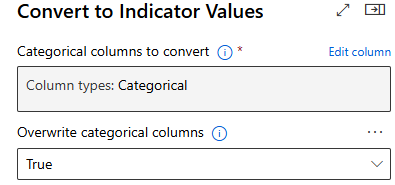 Convert to Indicator Values
Categorical columns to convert * Edit column
Column types: Categorical
Overwrite categorical columns
True